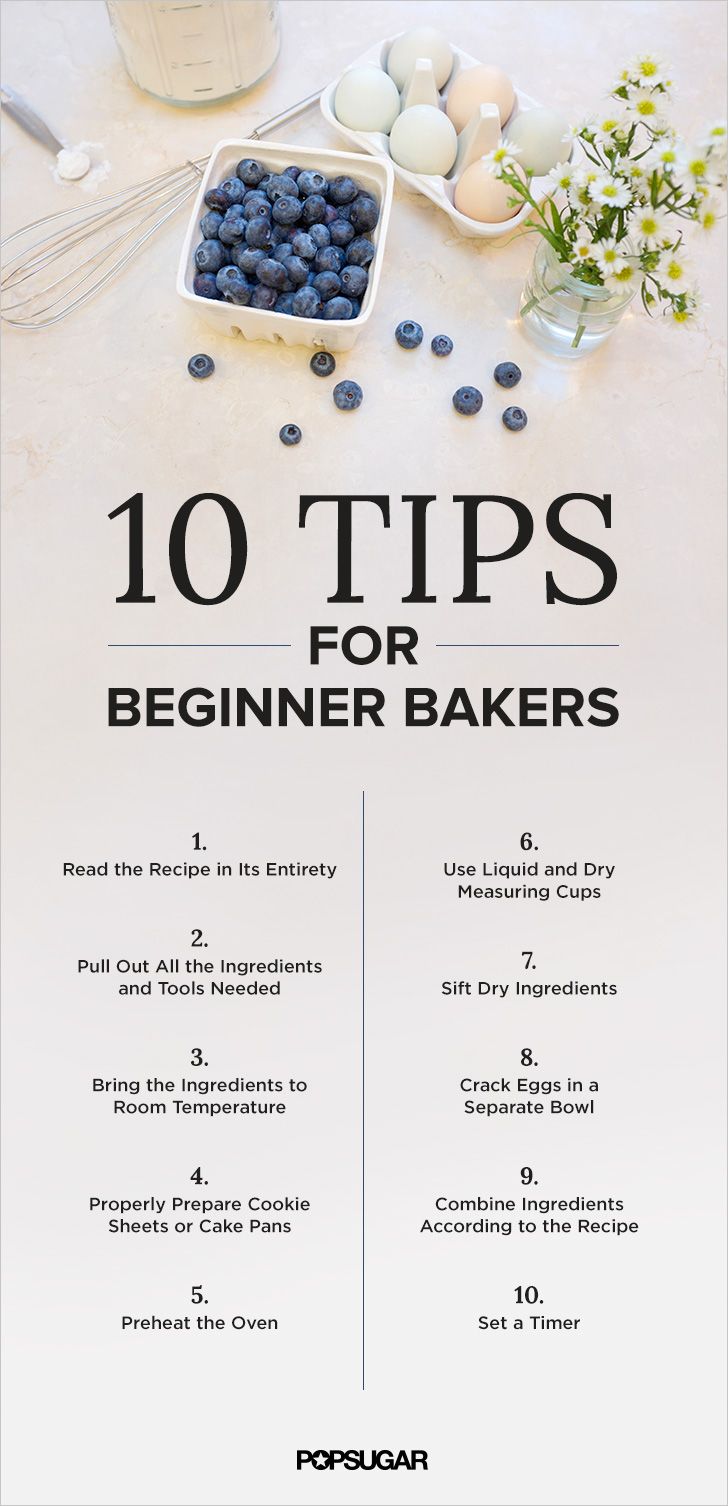 10 TIPS
FOR
BEGINNER BAKERS
1.
Read the Recipe in Its Entirety
2.
Pull Out All the Ingredients
and Tools Needed
3.
Bring the Ingredients to
Room Temperature
4.
Properly Prepare Cookie
Sheets or Cake Pans
5.
Preheat the Oven
6.
Use Liquid and Dry
Measuring Cups
7.
Sift Dry Ingredients
8.
Crack Eggs in a
Separate Bowl
9.
Combine Ingredients
According to the Recipe
10.
Set a Timer
POPSUGAR